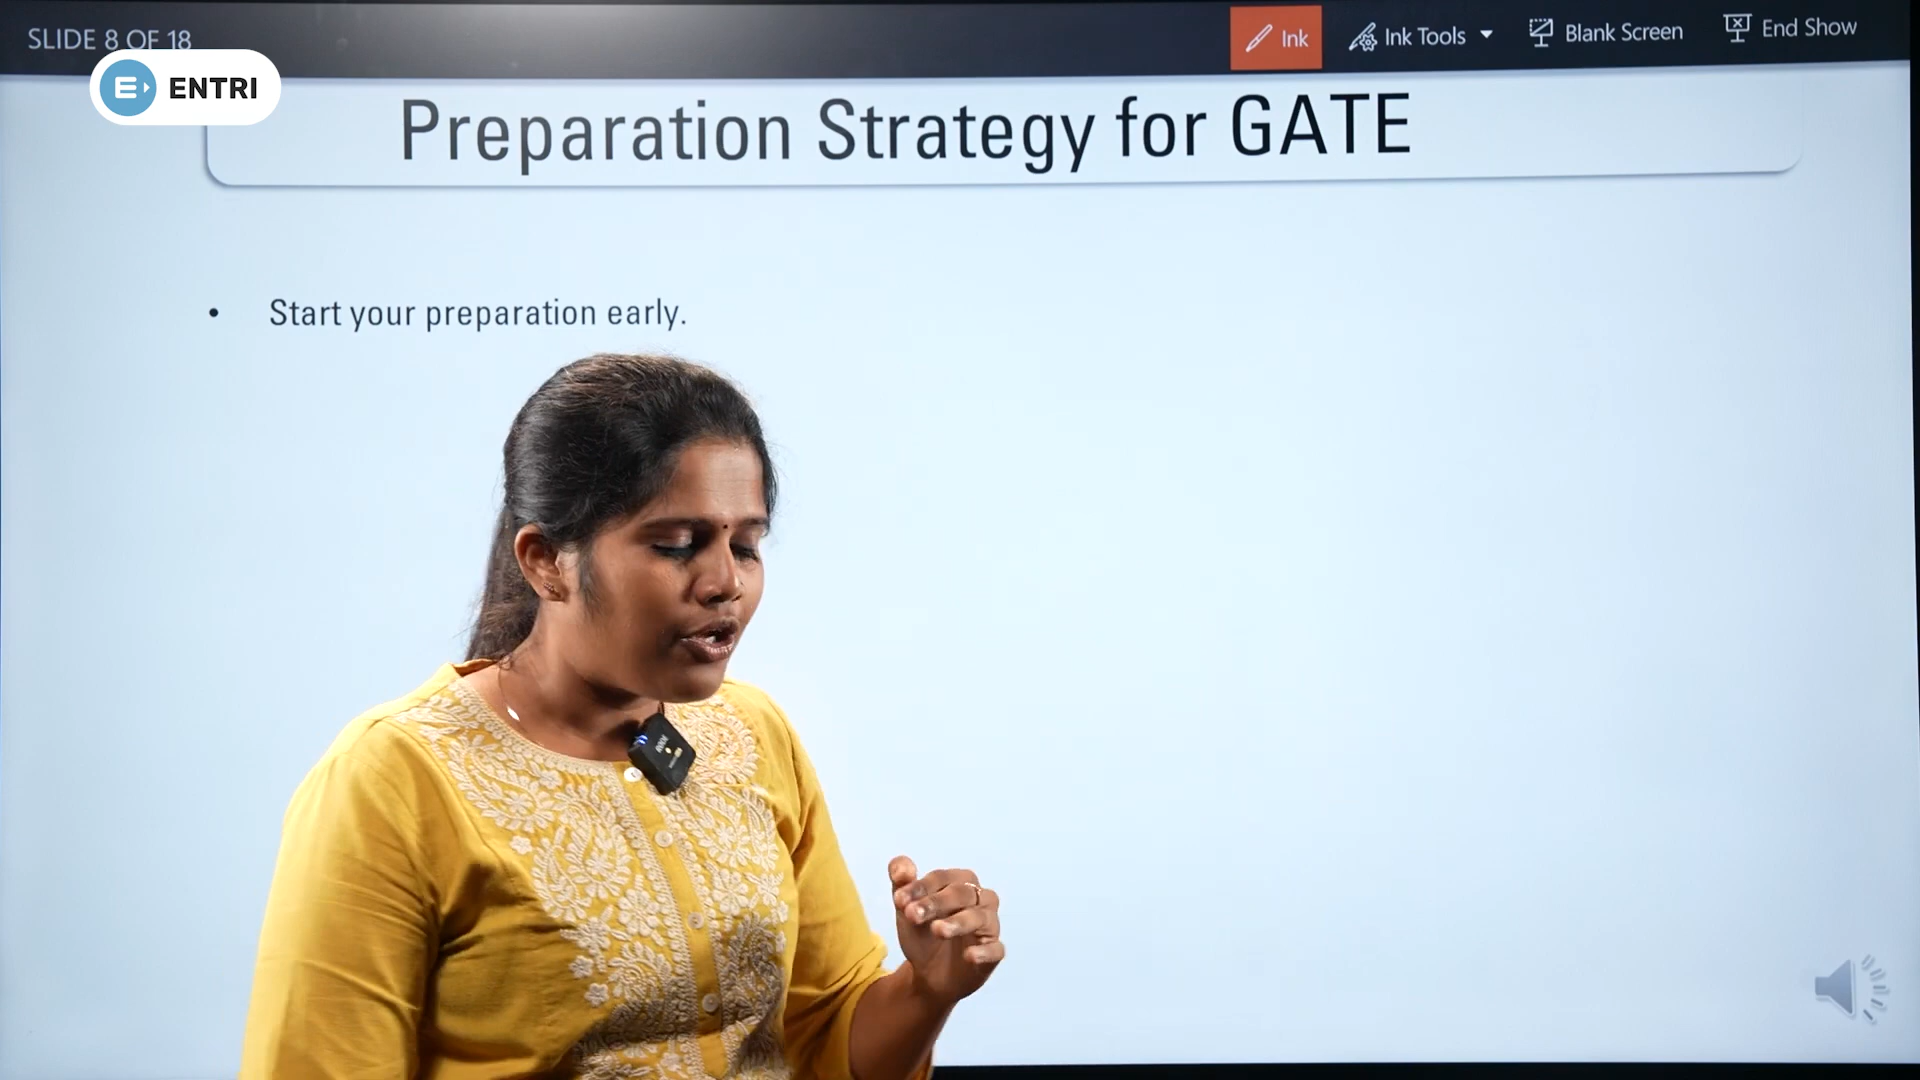 SLIDE 8 OF 18
Ink
Ink Tools
Blank Screen
End Show
ENTRI
Preparation Strategy for GATE
• Start your preparation early.